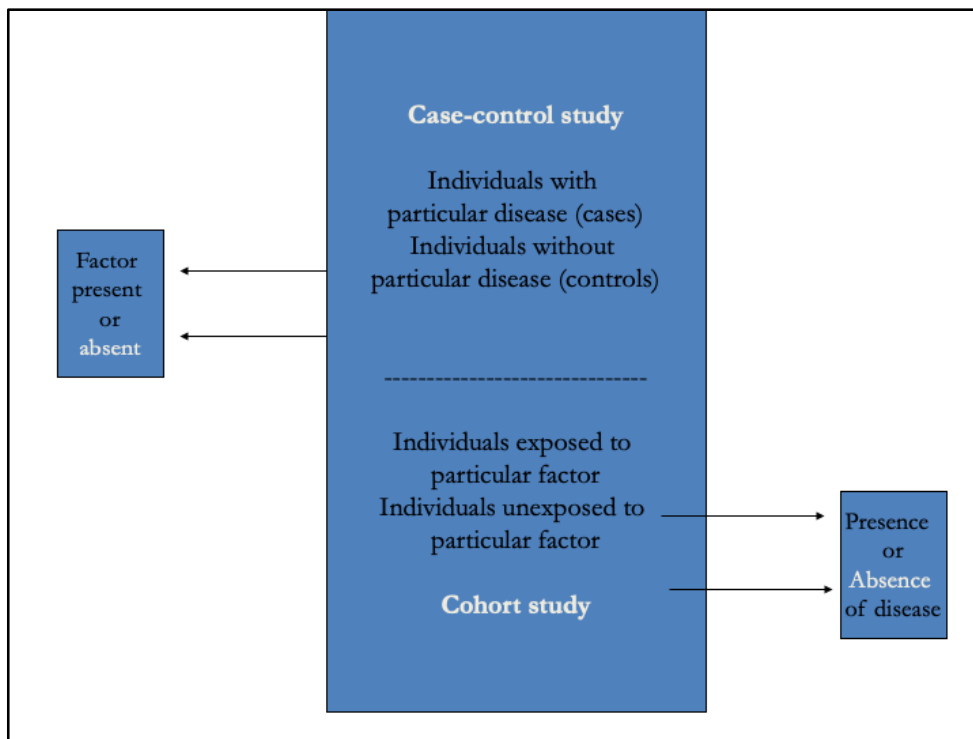 Case-control study
Individuals with
particular disease (cases)
Individuals without
particular disease (controls)
Factor
present
or
absent
-------------------------------
Individuals exposed to
particular factor
Individuals unexposed to
particular factor
Cohort study
Presence
or
Absence
of disease